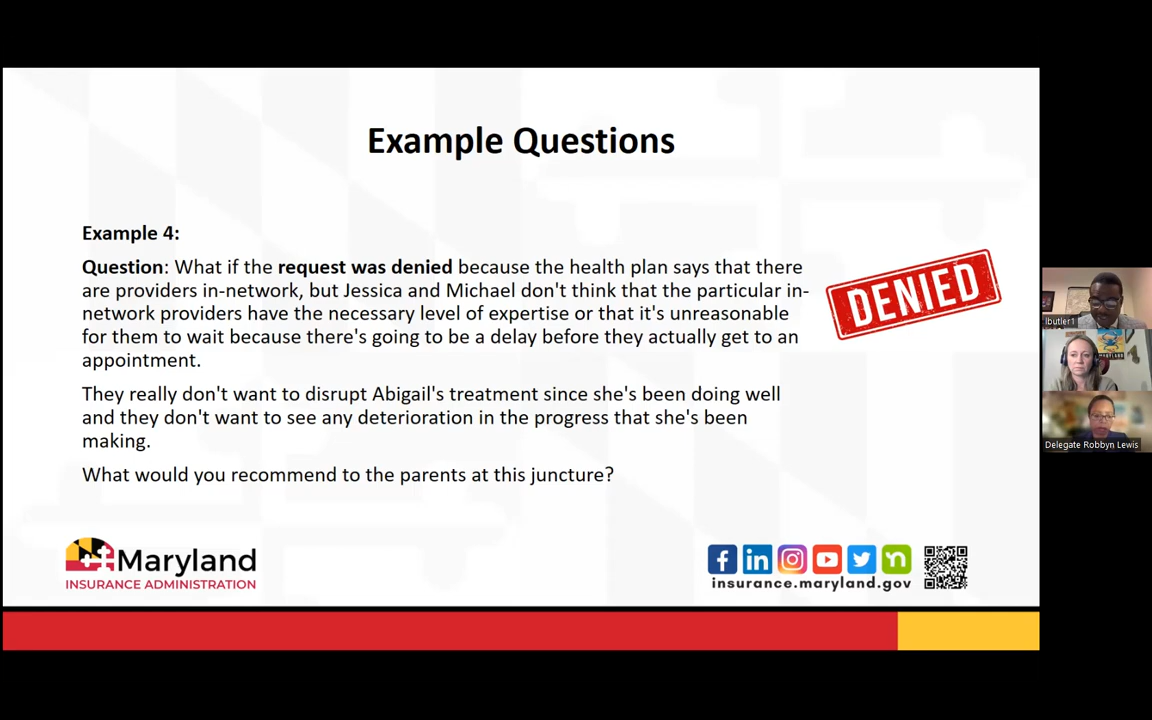 Example Questions
Example 4:
Question: What if the request was denied because the health plan says that there
are providers in-network, but Jessica and Michael don't think that the particular in-
network providers have the necessary level of expertise or that it's unreasonable
for them to wait because there's going to be a delay before they actually get to an
appointment.
They really don't want to disrupt Abigail's treatment since she's been doing well
and they don't want to see any deterioration in the progress that she's been
making.
What would you recommend to the parents at this juncture?
DENIED
Maryland
INSURANCE ADMINISTRATION
insurance.maryland.gov
lbutler1
Delegate Robbyn Lewis